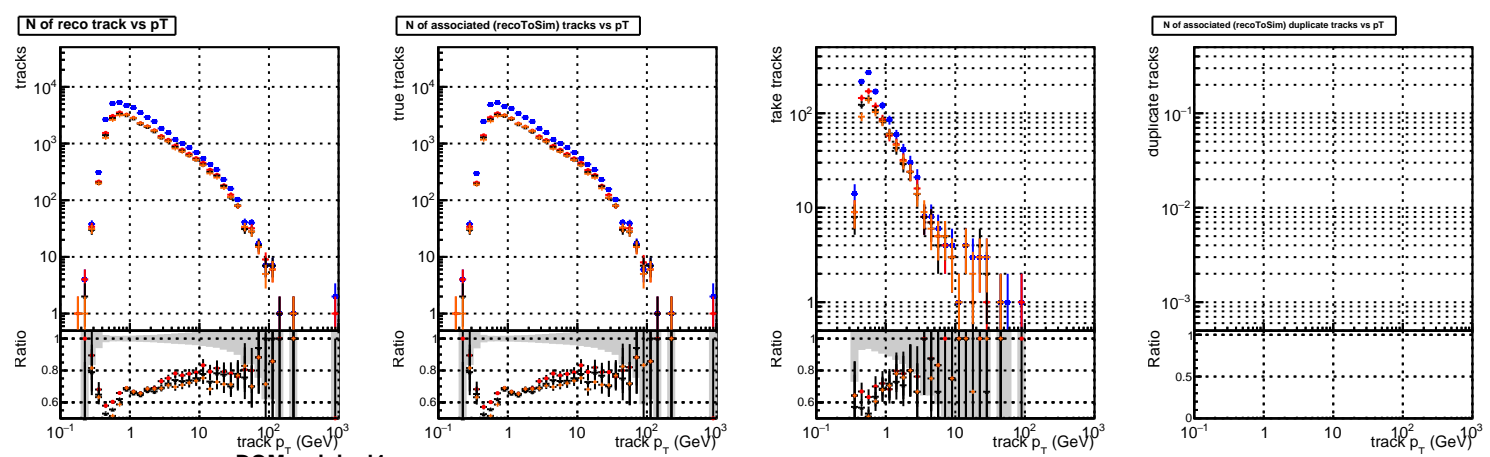 N of reco track vs pT
N of associated (recoToSim) tracks vs pT
N of associated (recoToSim) duplicate tracks vs pT
tracks
10⁴
10³
10²
10
1
Ratio
1
0.8
0.6
10⁻¹ 1 10 10² 10³
track p_T (GeV)
true tracks
10⁴
10³
10²
10
1
Ratio
1
0.8
0.6
10⁻¹ 1 10 10² 10³
track p_T (GeV)
fake tracks
10²
10
1
Ratio
1
0.8
0.6
10⁻¹ 1 10 10² 10³
track p_T (GeV)
duplicate tracks
10⁻¹
10⁻²
10⁻³
Ratio
1
0.5
0
10⁻¹ 1 10 10² 10³
track p_T (GeV)